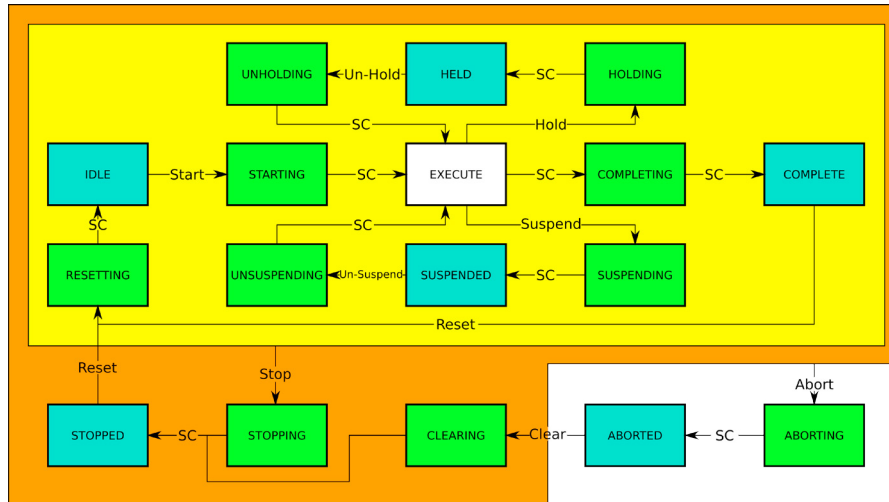 UNHOLDING
Un-Hold
HELD
SC
HOLDING
SC
Hold
IDLE
Start
STARTING
SC
EXECUTE
SC
COMPLETING
SC
COMPLETE
SC
SC
Suspend
RESETTING
UNSUSPENDING
Un-Suspend
SUSPENDED
SC
SUSPENDING
Reset
Reset
Stop
Abort
STOPPED
SC
STOPPING
CLEARING
Clear
ABORTED
SC
ABORTING